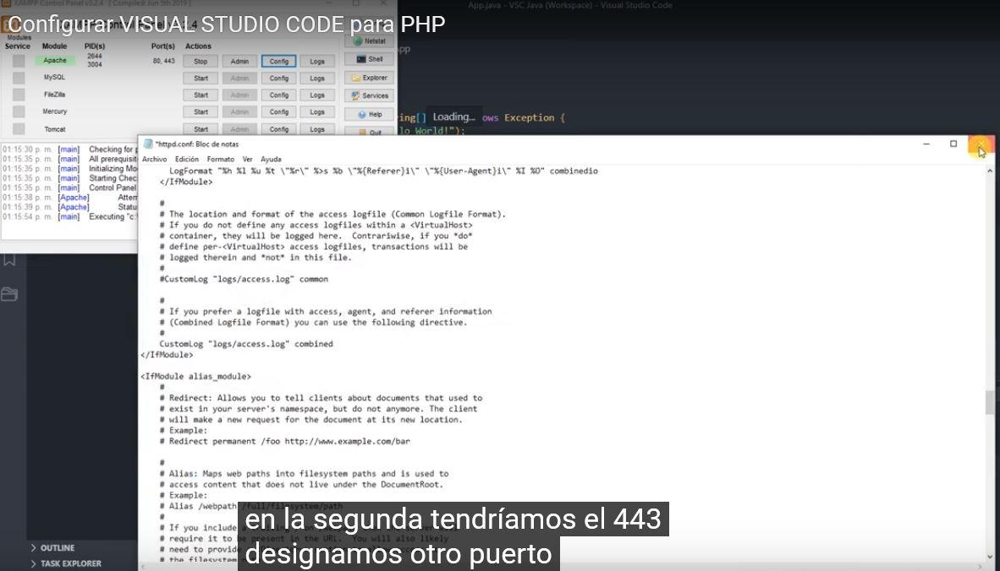 XAMPP Control Panel v3.2.4 [ Compiled: Jun 5th 2019 ]
App.java - VSC Java (Workspace) - Visual Studio Code
Configurar VISUAL STUDIO CODE para PHP
Modules
Service Module PID(s) Port(s) Actions
Netstat
Apache 2644 3004 80, 443 Stop Admin Config Logs
Shell
MySQL Start Admin Config Logs
Explorer
FileZilla Start Admin Config Logs
Services
Mercury Start Admin Config Logs
Help
Tomcat Start Admin Config Logs
Quit
ring[] Loading... ows Exception {
lo World!");
01:15:30 p. m. [main] Checking for p
01:15:35 p. m. [main] All prerequisit
01:15:35 p. m. [main] Initializing Mo
01:15:35 p. m. [main] Starting Chec
01:15:35 p. m. [main] Control Panel
01:15:38 p. m. [Apache] Attem
01:15:39 p. m. [Apache] Statu
01:15:54 p. m. [main] Executing "c:\
*httpd.conf: Bloc de notas
Archivo Edición Formato Ver Ayuda
LogFormat "%h %l %u %t \"%r\" %>s %b \"%{Referer}i\" \"%{User-Agent}i\" %I %O" combinedio
</IfModule>
#
# The location and format of the access logfile (Common Logfile Format).
# If you do not define any access logfiles within a <VirtualHost>
# container, they will be logged here.  Contrariwise, if you *do*
# define per-<VirtualHost> access logfiles, transactions will be
# logged therein and *not* in this file.
#
#CustomLog "logs/access.log" common
#
# If you prefer a logfile with access, agent, and referer information
# (Combined Logfile Format) you can use the following directive.
#
CustomLog "logs/access.log" combined
</IfModule>
<IfModule alias_module>
#
# Redirect: Allows you to tell clients about documents that used to
# exist in your server's namespace, but do not anymore. The client
# will make a new request for the document at its new location.
# Example:
# Redirect permanent /foo http://www.example.com/bar
#
# Alias: Maps web paths into filesystem paths and is used to
# access content that does not live under the DocumentRoot.
# Example:
# Alias /webpath /full/filesystem/path
#
# If you include a
# require it to be present in the URL.  You will also likely
# need to provide
# the filesystem
en la segunda tendríamos el 443
designamos otro puerto
OUTLINE
TASK EXPLORER